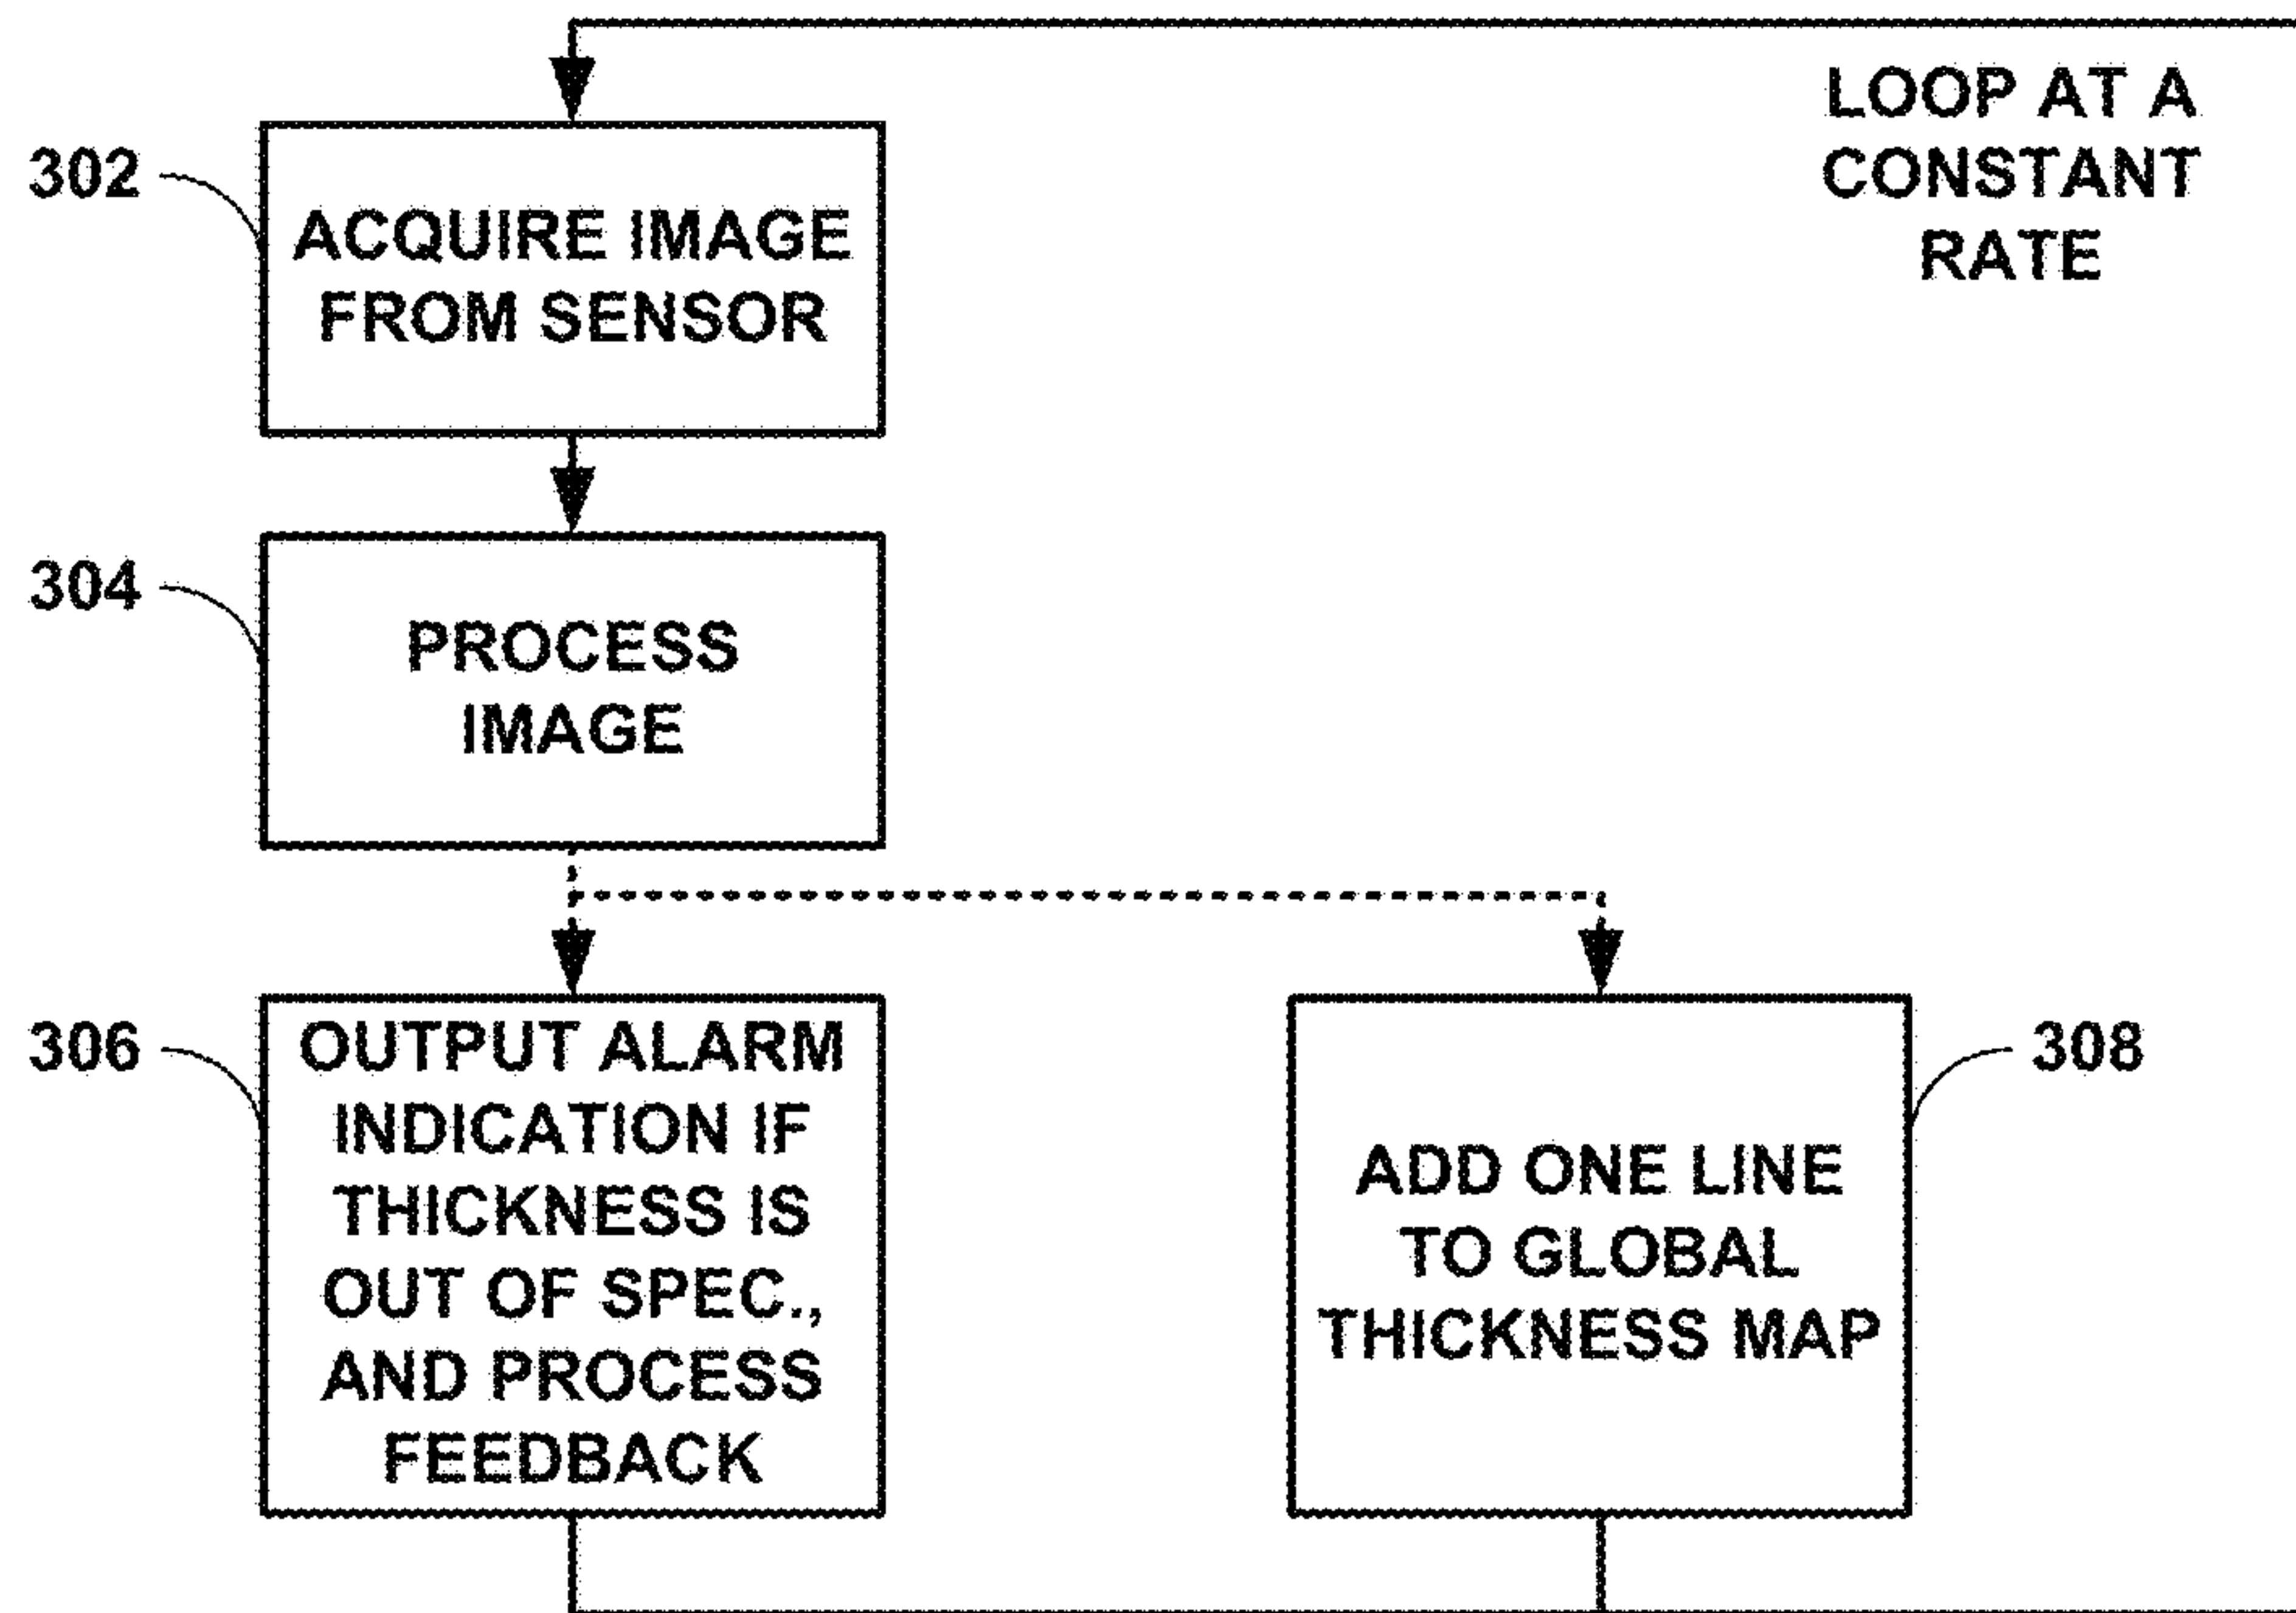 LOOP AT A
CONSTANT
RATE
302
ACQUIRE IMAGE
FROM SENSOR
304
PROCESS
IMAGE
306
OUTPUT ALARM
INDICATION IF
THICKNESS IS
OUT OF SPEC.,
AND PROCESS
FEEDBACK
308
ADD ONE LINE
TO GLOBAL
THICKNESS MAP